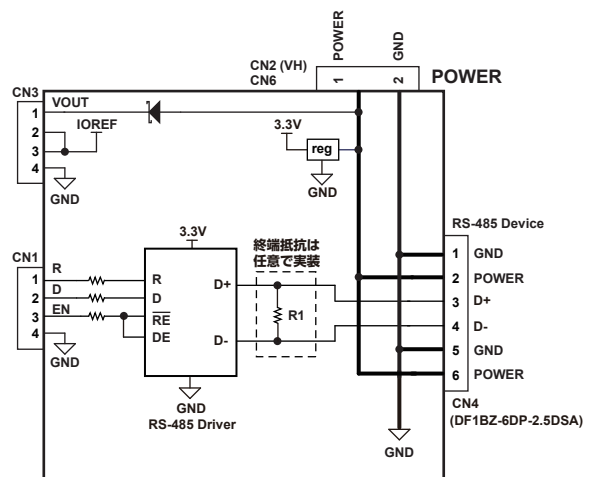 POWER
GND
CN2 (VH)
CN6
1
2
POWER
CN3
VOUT
1
2
3
4
IOREF
GND
3.3V
reg
GND
RS-485 Device
1 GND
2 POWER
3 D+
4 D-
5 GND
6 POWER
CN4
(DF1BZ-6DP-2.5DSA)
CN1
R
1
D
2
EN
3
4
GND
3.3V
R
D
RE
DE
D+
D-
GND
RS-485 Driver
終端抵抗は
任意で実装
R1
GND